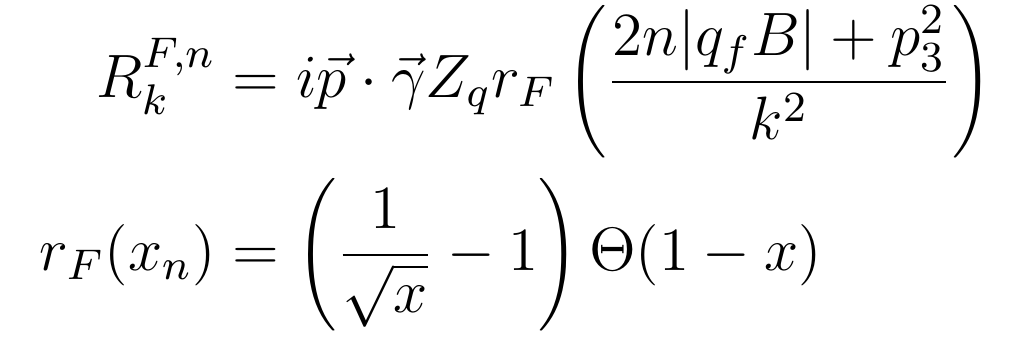 R_k^{F,n} = i\vec{p} \cdot \vec{\gamma} Z_q r_F \left( \frac{2n|q_f B| + p_3^2}{k^2} \right)
r_F(x_n) = \left( \frac{1}{\sqrt{x}} - 1 \right) \Theta(1 - x)